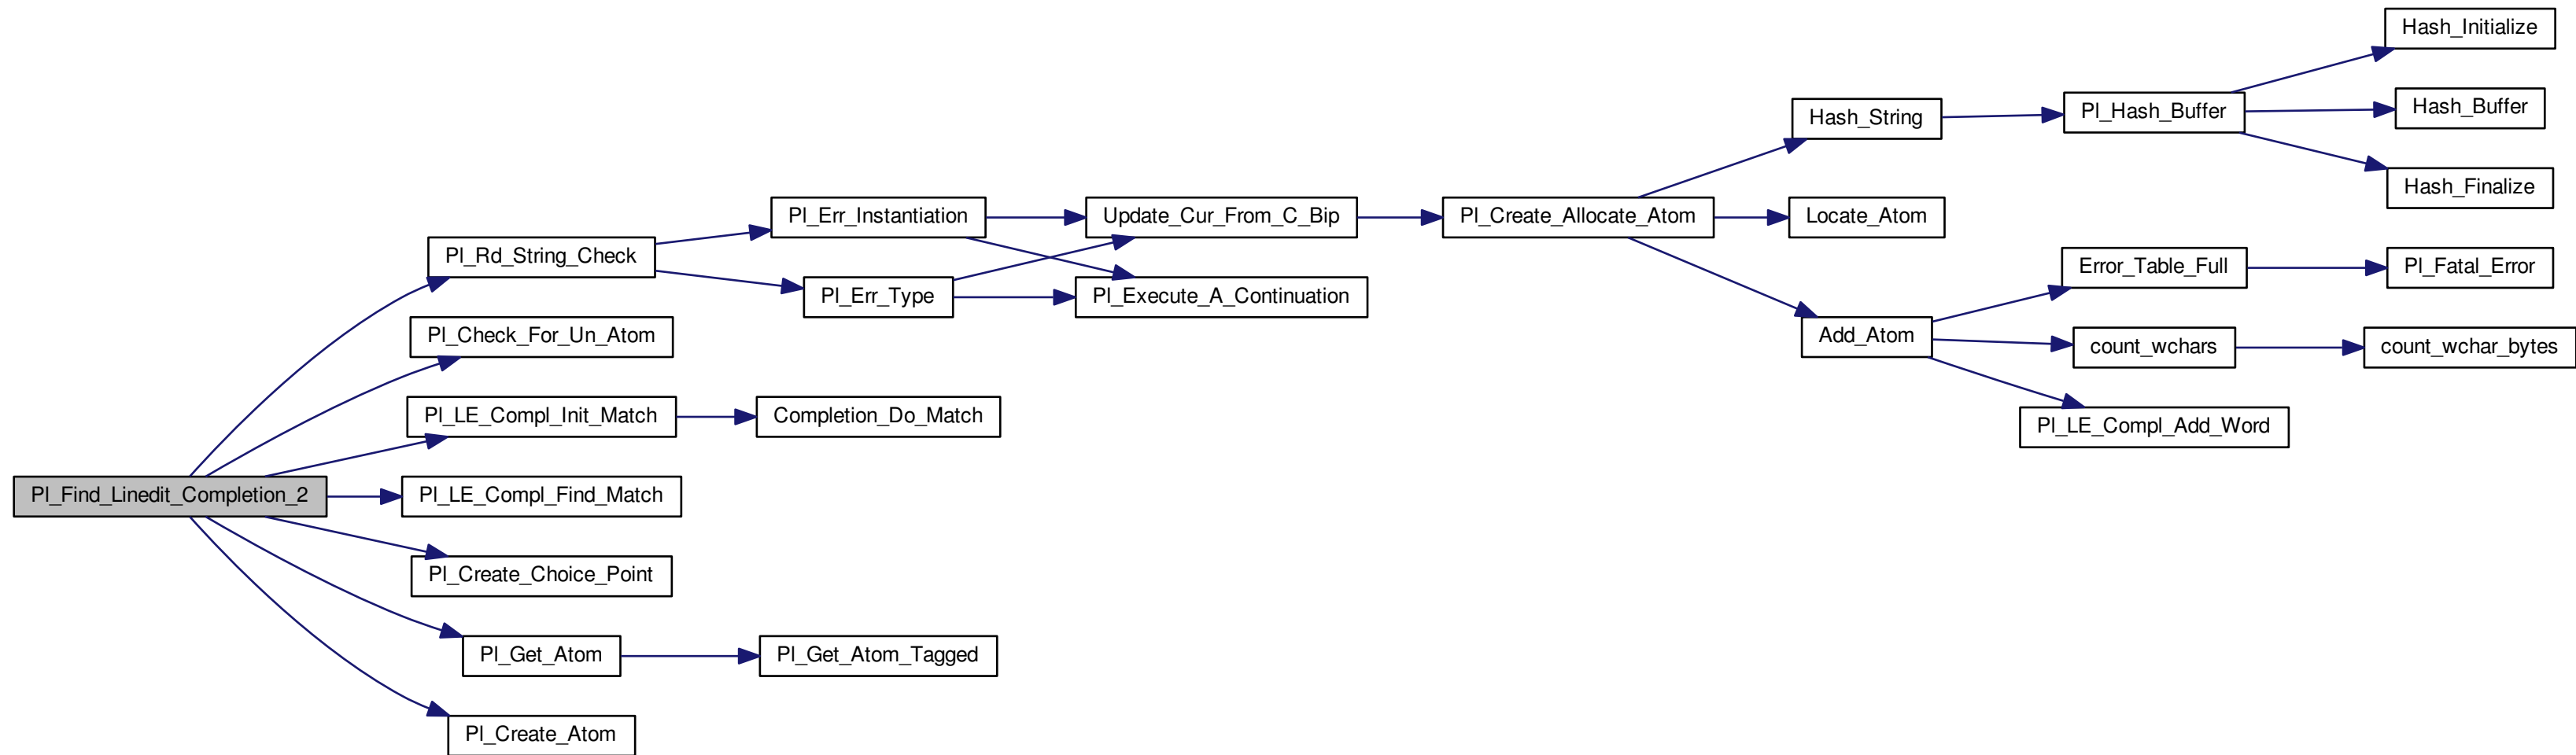 Hash_Initialize
Hash_Buffer
Hash_String
Pl_Hash_Buffer
Hash_Finalize
Pl_Err_Instantiation
Update_Cur_From_C_Bip
Pl_Create_Allocate_Atom
Locate_Atom
Pl_Rd_String_Check
Error_Table_Full
Pl_Fatal_Error
Pl_Err_Type
Pl_Execute_A_Continuation
Pl_Check_For_Un_Atom
Add_Atom
count_wchars
count_wchar_bytes
Pl_LE_Compl_Init_Match
Completion_Do_Match
Pl_LE_Compl_Add_Word
Pl_Find_Linedit_Completion_2
Pl_LE_Compl_Find_Match
Pl_Create_Choice_Point
Pl_Get_Atom
Pl_Get_Atom_Tagged
Pl_Create_Atom